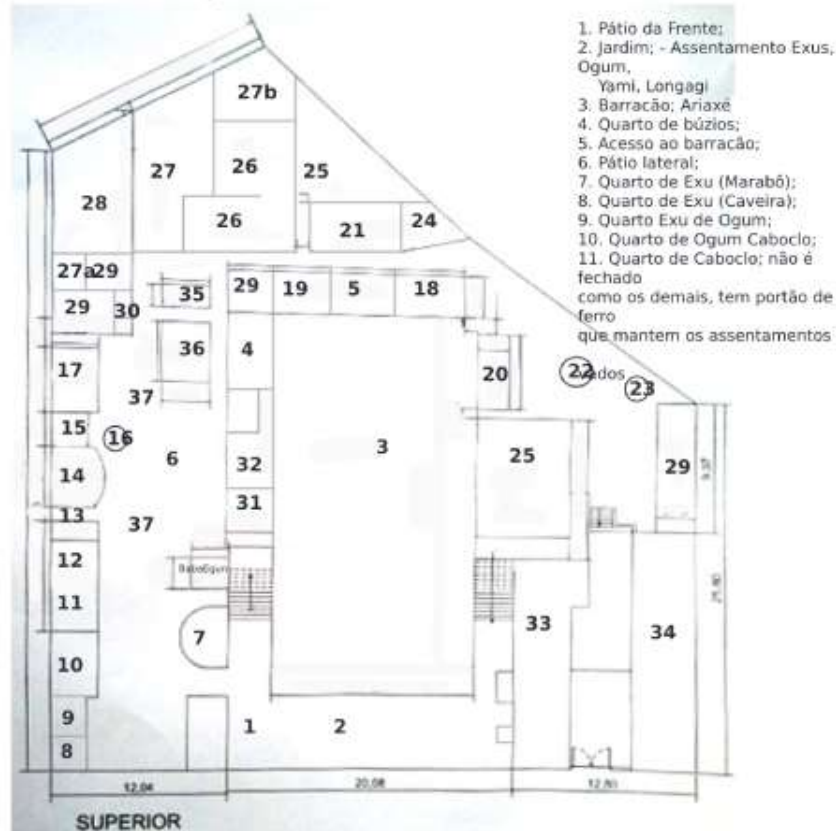 1. Pátio da Frente;
2. Jardim; - Assentamento Exus,
Ogum,
Yami, Longagi
3. Barracão; Ariaxé
4. Quarto de búzios;
5. Acesso ao barracão;
6. Pátio lateral;
7. Quarto de Exu (Marabô);
8. Quarto de Exu (Caveira);
9. Quarto Exu de Ogum;
10. Quarto de Ogum Caboclo;
11. Quarto de Caboclo; não é
fechado
como os demais, tem portão de
ferro
que mantem os assentamentos
vados
27b
27
26
25
28
26
21
24
27a
29
29
30
35
29
19
5
18
17
36
4
20
22
23
37
15
16
3
14
6
32
25
29
9,37
13
37
31
12
BabaEgun
11
33
34
25,80
7
10
9
1
2
8
12,04
20,08
12,80
SUPERIOR